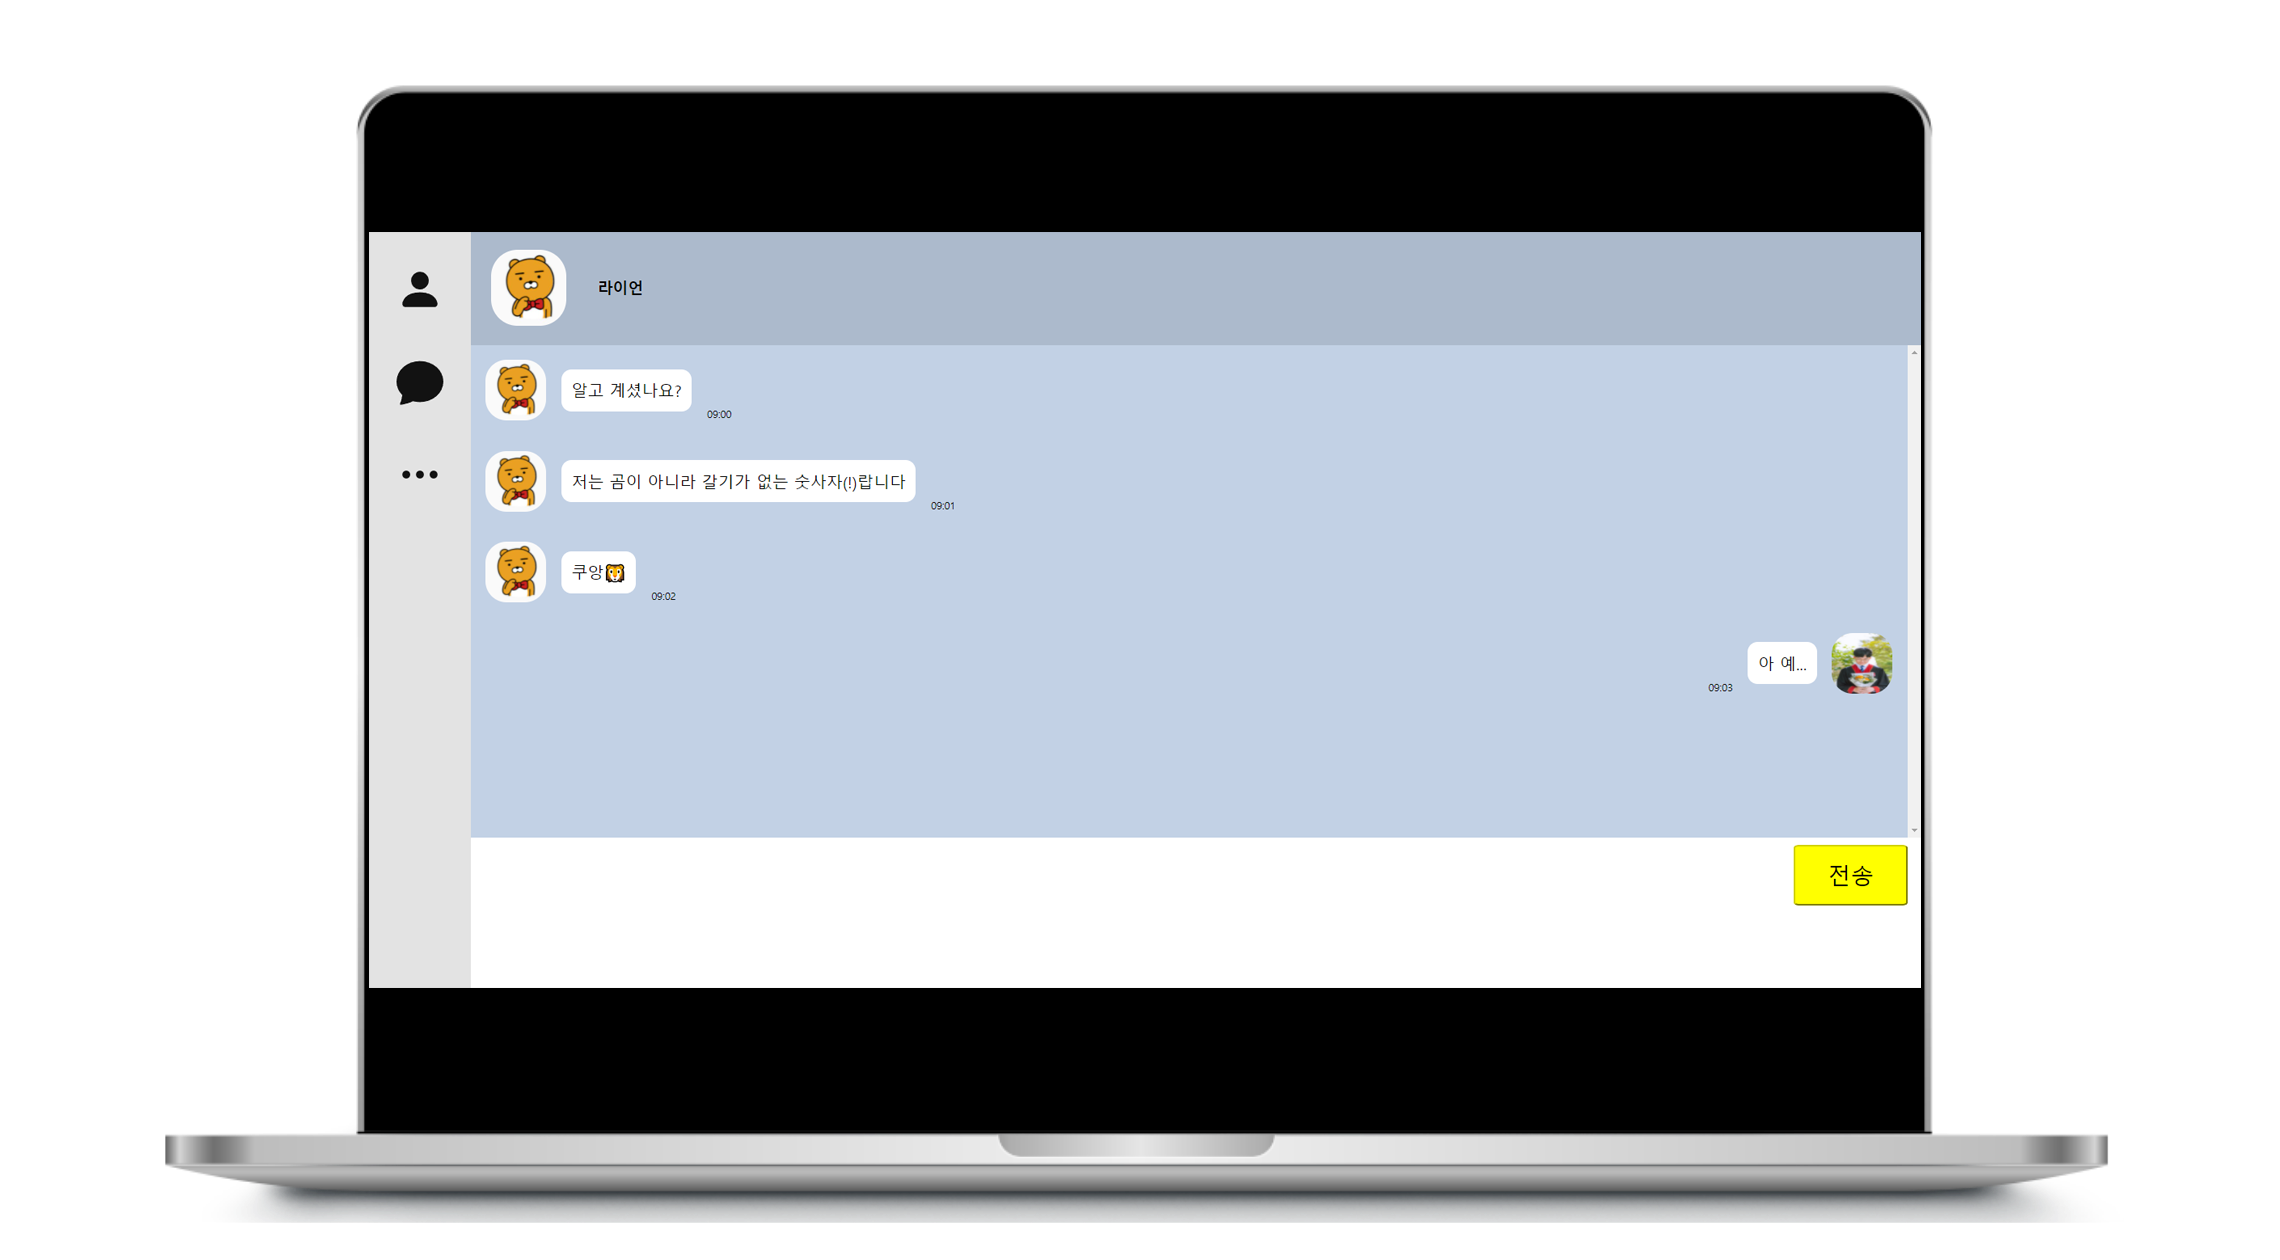 라이언
알고 계셨나요?
09:00
저는 곰이 아니라 갈기가 없는 숫사자(!)랍니다
09:01
쿠앙🦁
09:02
아 예...
09:03
전송